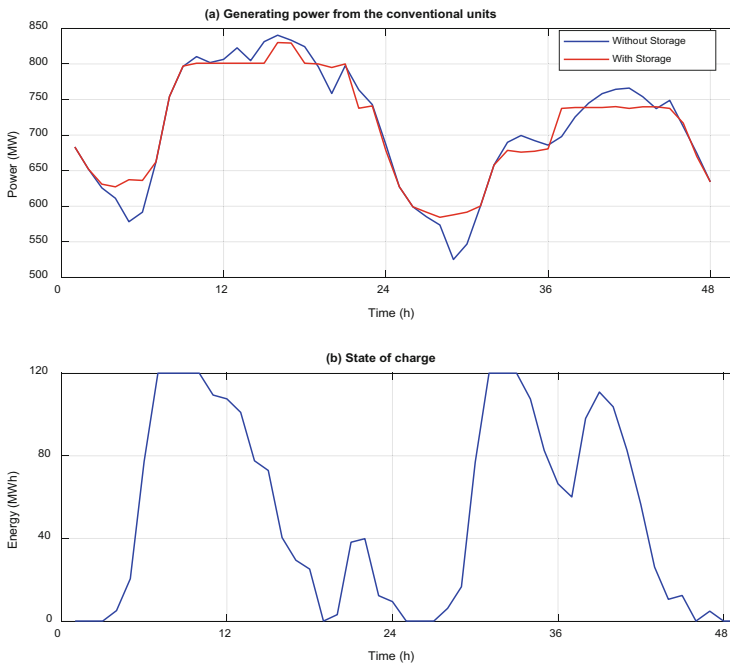 (a) Generating power from the conventional units
850
800
750
700
650
600
550
500
Power (MW)
Without Storage
With Storage
0
12
24
36
48
Time (h)
(b) State of charge
120
80
40
0
Energy (MWh)
0
12
24
36
48
Time (h)